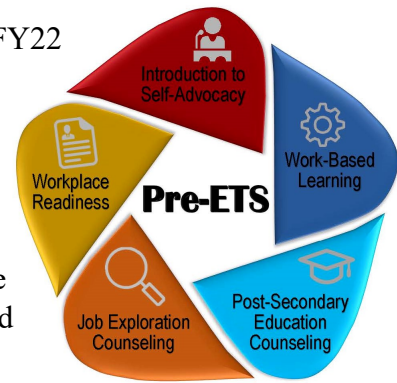 FY22
Introduction to
Self-Advocacy
Work-Based
Learning
Workplace
Readiness
Pre-ETS
Post-Secondary
Education
Counseling
Job Exploration
Counseling